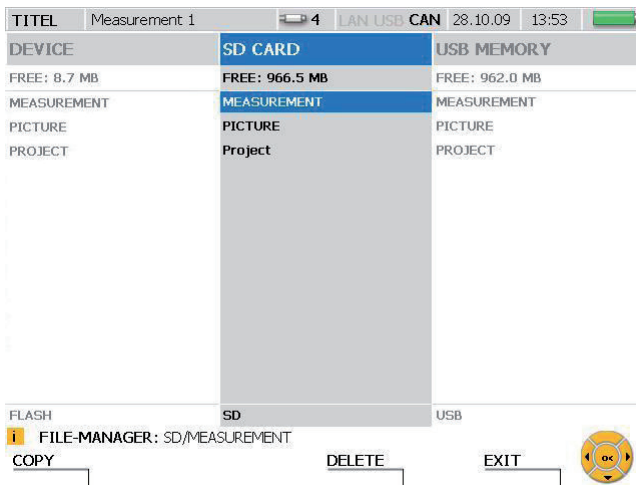 TITEL Measurement 1 4 LAN USB CAN 28.10.09 13:53
DEVICE SD CARD USB MEMORY
FREE: 8.7 MB FREE: 966.5 MB FREE: 962.0 MB
MEASUREMENT MEASUREMENT MEASUREMENT
PICTURE PICTURE PICTURE
PROJECT Project PROJECT
FLASH SD USB
i FILE-MANAGER: SD/MEASUREMENT
COPY DELETE EXIT
OK